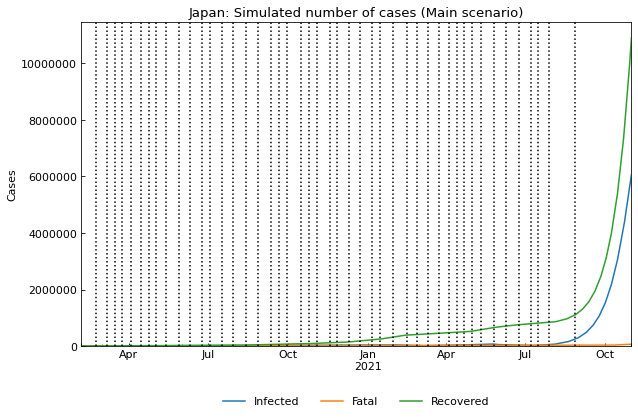 Japan: Simulated number of cases (Main scenario)
Cases
10000000
8000000
6000000
4000000
2000000
0
Apr Jul Oct Jan Apr Jul Oct
2021
Infected Fatal Recovered